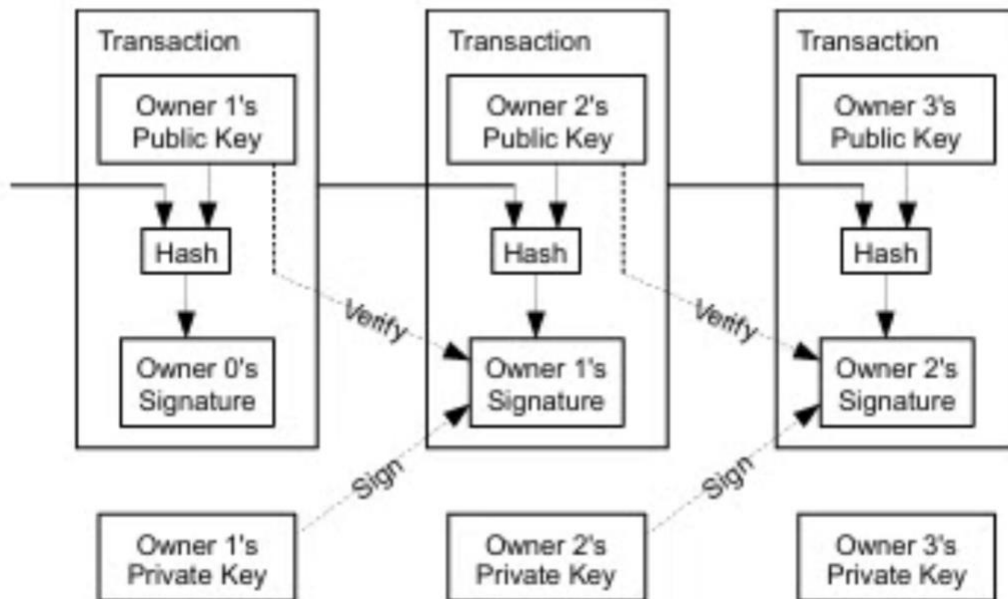 Transaction
Owner 1's
Public Key
Hash
Owner 0's
Signature
Transaction
Owner 2's
Public Key
Hash
Verify
Owner 1's
Signature
Transaction
Owner 3's
Public Key
Hash
Verify
Owner 2's
Signature
Sign
Sign
Owner 1's
Private Key
Owner 2's
Private Key
Owner 3's
Private Key